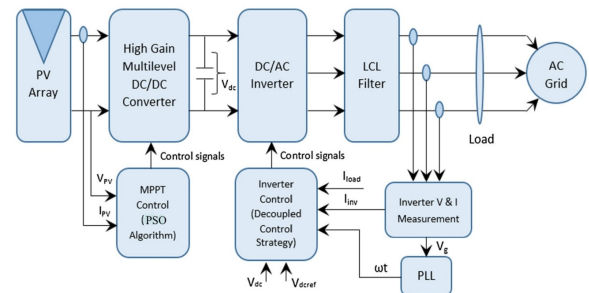 PV
Array
High Gain
Multilevel
DC/DC
Converter
V_dc
DC/AC
Inverter
LCL
Filter
AC
Grid
Load
Control signals
Control signals
V_PV
I_PV
MPPT
Control
(PSO
Algorithm)
Inverter
Control
(Decoupled
Control
Strategy)
I_load
I_inv
Inverter V & I
Measurement
V_g
PLL
ωt
V_dc
V_dcref